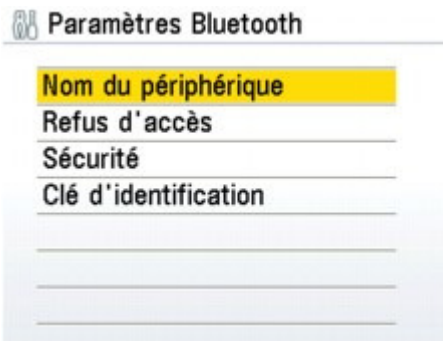 Paramètres Bluetooth
Nom du périphérique
Refus d'accès
Sécurité
Clé d'identification